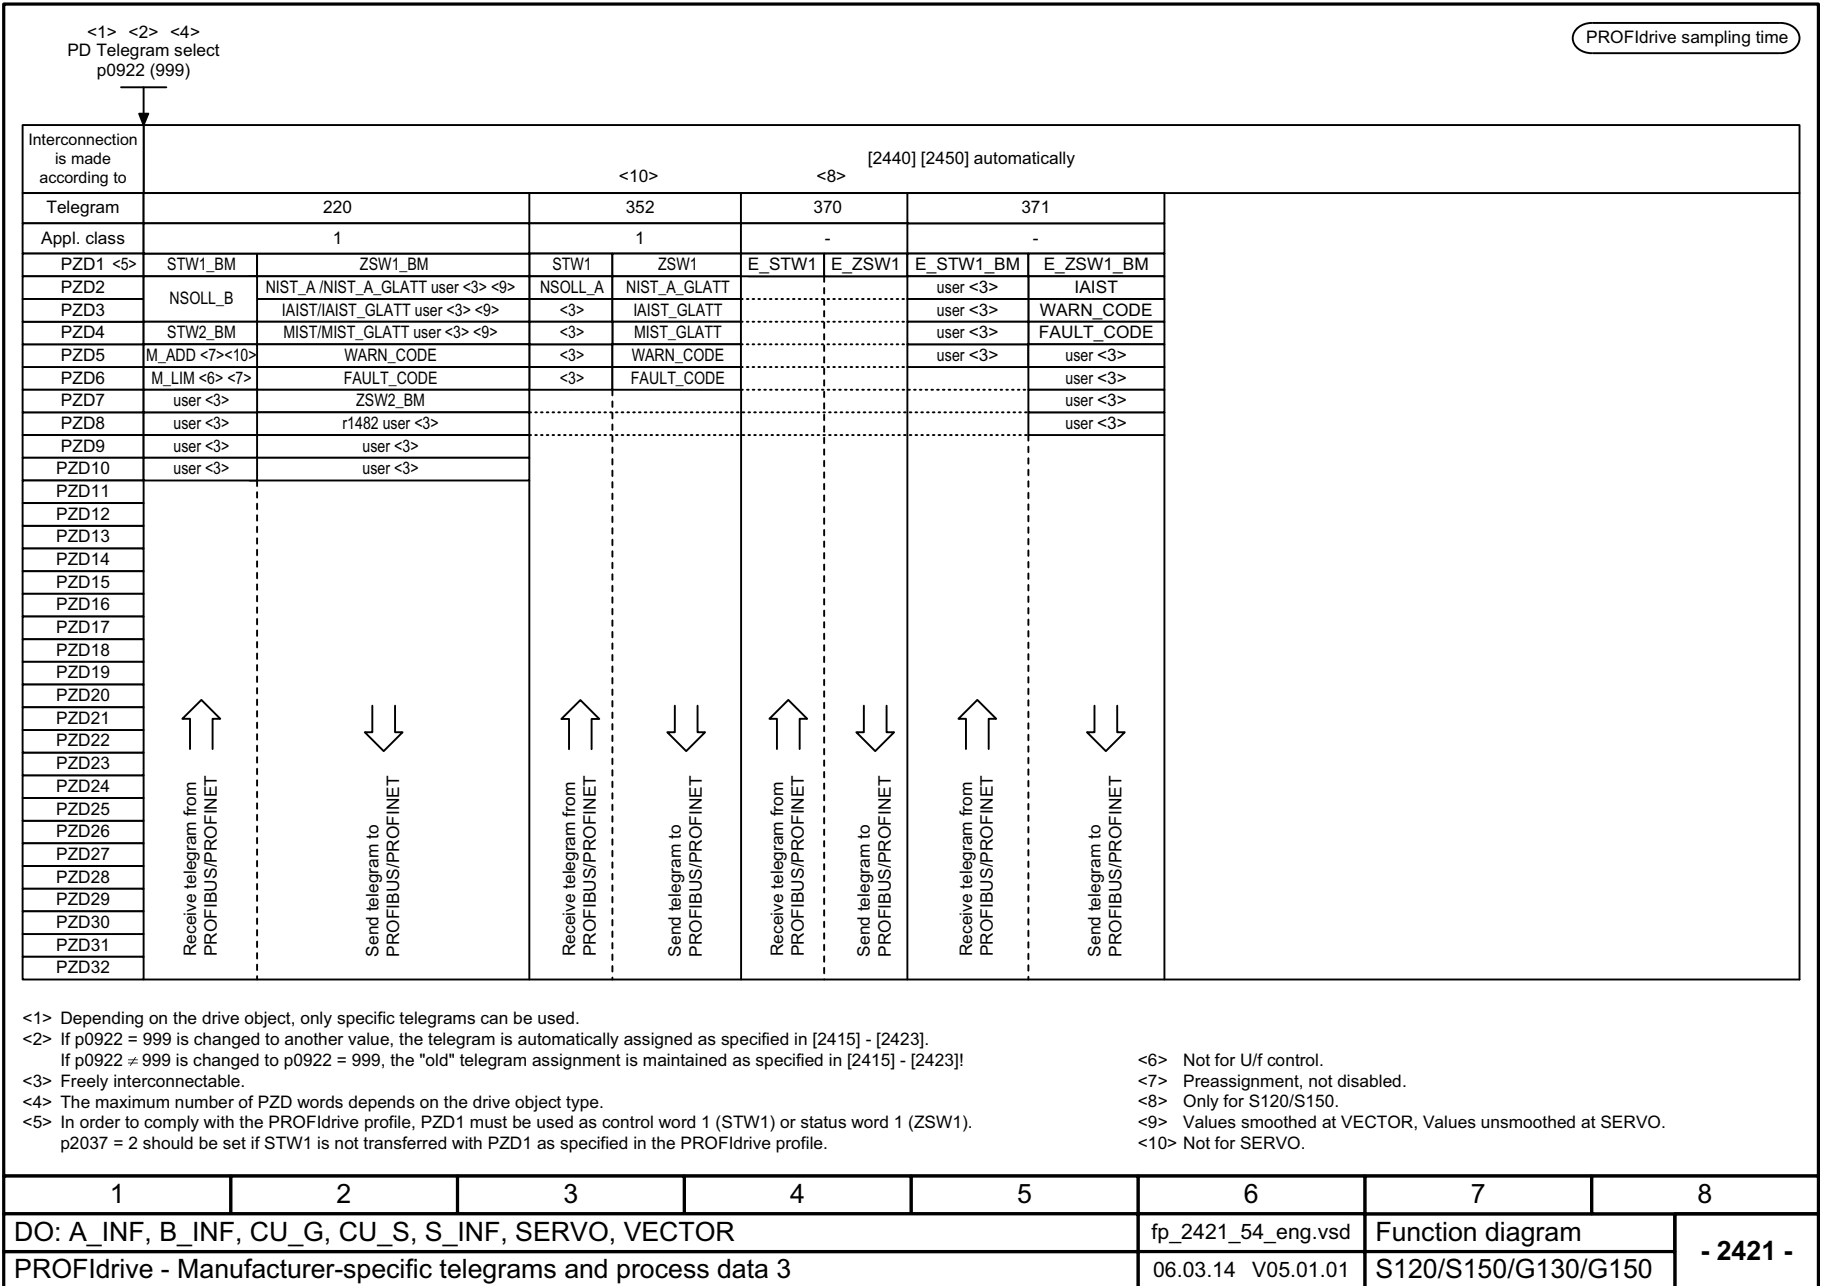 <1> <2> <4>
PD Telegram select
p0922 (999)
PROFIdrive sampling time
Interconnection
is made
according to
[2440] [2450] automatically
<10> <8>
Telegram 220 352 370 371
Appl. class 1 1 - -
PZD1 <5> STW1_BM ZSW1_BM STW1 ZSW1 E_STW1 E_ZSW1 E_STW1_BM E_ZSW1_BM
PZD2 NSOLL_B NIST_A /NIST_A_GLATT user <3> <9> NSOLL_A NIST_A_GLATT user <3> IAIST
PZD3 IAIST/IAIST_GLATT user <3> <9> <3> IAIST_GLATT user <3> WARN_CODE
PZD4 STW2_BM MIST/MIST_GLATT user <3> <9> <3> MIST_GLATT user <3> FAULT_CODE
PZD5 M_ADD <7><10> WARN_CODE <3> WARN_CODE user <3> user <3>
PZD6 M_LIM <6> <7> FAULT_CODE <3> FAULT_CODE user <3>
PZD7 user <3> ZSW2_BM user <3>
PZD8 user <3> r1482 user <3> user <3>
PZD9 user <3> user <3>
PZD10 user <3> user <3>
PZD11
PZD12
PZD13
PZD14
PZD15
PZD16
PZD17
PZD18
PZD19
PZD20
PZD21
PZD22
PZD23
PZD24
PZD25
PZD26
PZD27
PZD28
PZD29
PZD30
PZD31
PZD32
Receive telegram from
PROFIBUS/PROFINET
Send telegram to
PROFIBUS/PROFINET
Receive telegram from
PROFIBUS/PROFINET
Send telegram to
PROFIBUS/PROFINET
Receive telegram from
PROFIBUS/PROFINET
Send telegram to
PROFIBUS/PROFINET
Receive telegram from
PROFIBUS/PROFINET
Send telegram to
PROFIBUS/PROFINET
<1> Depending on the drive object, only specific telegrams can be used.
<2> If p0922 = 999 is changed to another value, the telegram is automatically assigned as specified in [2415] - [2423].
If p0922 ≠ 999 is changed to p0922 = 999, the "old" telegram assignment is maintained as specified in [2415] - [2423]!
<3> Freely interconnectable.
<4> The maximum number of PZD words depends on the drive object type.
<5> In order to comply with the PROFIdrive profile, PZD1 must be used as control word 1 (STW1) or status word 1 (ZSW1).
p2037 = 2 should be set if STW1 is not transferred with PZD1 as specified in the PROFIdrive profile.
<6> Not for U/f control.
<7> Preassignment, not disabled.
<8> Only for S120/S150.
<9> Values smoothed at VECTOR, Values unsmoothed at SERVO.
<10> Not for SERVO.
1 2 3 4 5 6 7 8
DO: A_INF, B_INF, CU_G, CU_S, S_INF, SERVO, VECTOR fp_2421_54_eng.vsd Function diagram - 2421 -
PROFIdrive - Manufacturer-specific telegrams and process data 3 06.03.14 V05.01.01 S120/S150/G130/G150